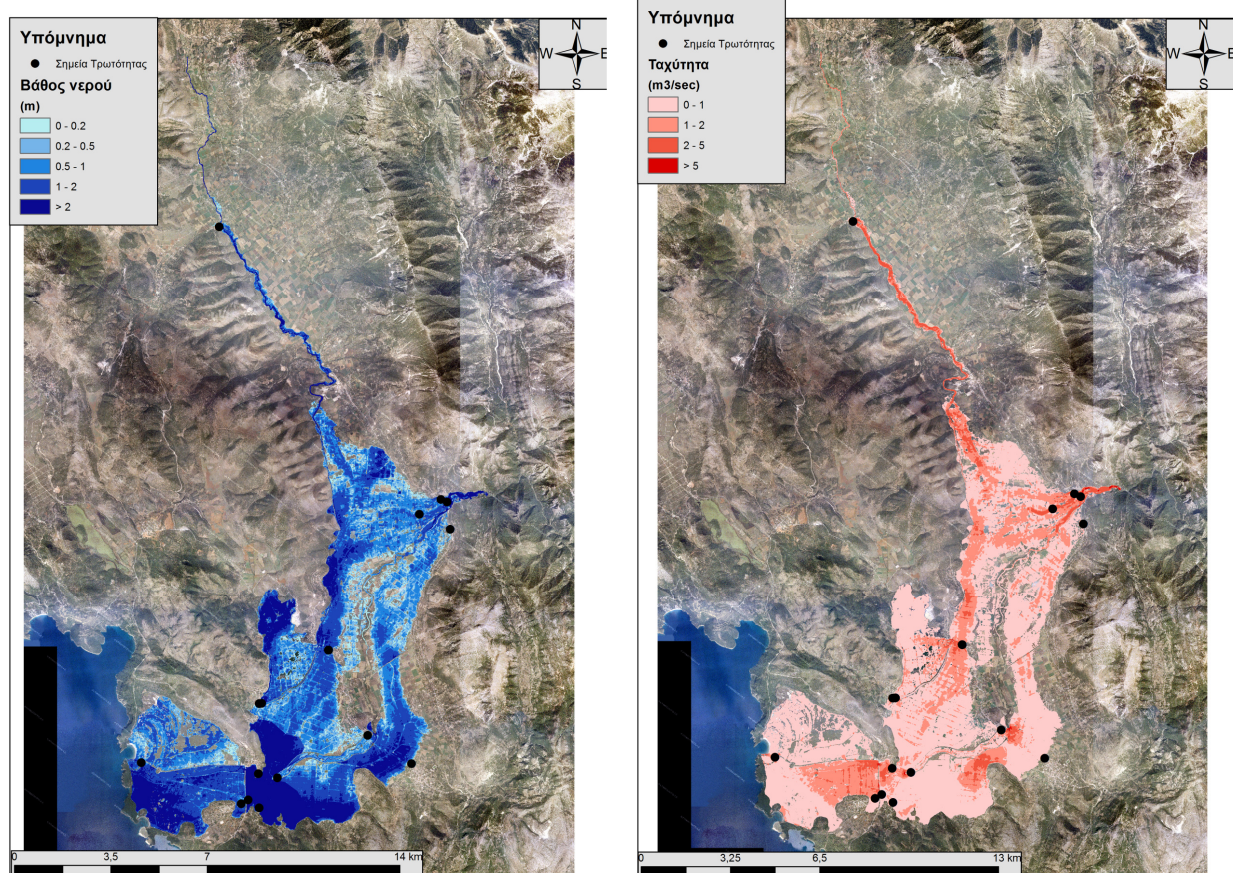 Υπόμνημα
Σημεία Τρωτότητας
Βάθος νερού
(m)
0 - 0.2
0.2 - 0.5
0.5 - 1
1 - 2
> 2
N
W E
S
0 3,5 7 14 km
Υπόμνημα
Σημεία Τρωτότητας
Ταχύτητα
(m3/sec)
0 - 1
1 - 2
2 - 5
> 5
N
W E
S
0 3,25 6,5 13 km